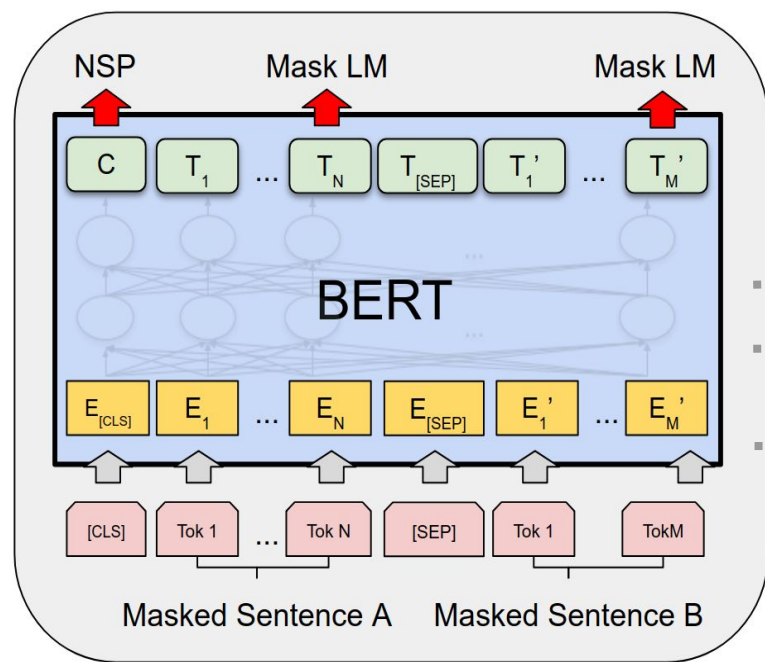 NSP Mask LM Mask LM
C T1 ... TN T[SEP] T1' ... TM'
...
BERT
...
E[CLS] E1 ... EN E[SEP] E1' ... EM'
[CLS] Tok 1 ... Tok N [SEP] Tok 1 TokM
Masked Sentence A Masked Sentence B